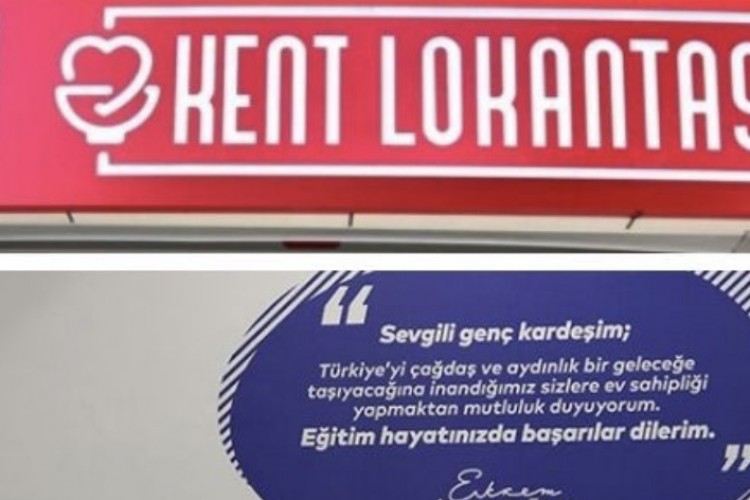 KENT LOKANTAS
“
Sevgili genç kardeşim;
Türkiye'yi çağdaş ve aydınlık bir geleceğe
taşıyacağına inandığımız sizlere ev sahipliği
yapmaktan mutluluk duyuyorum.
Eğitim hayatınızda başarılar dilerim.
”
Ekrem